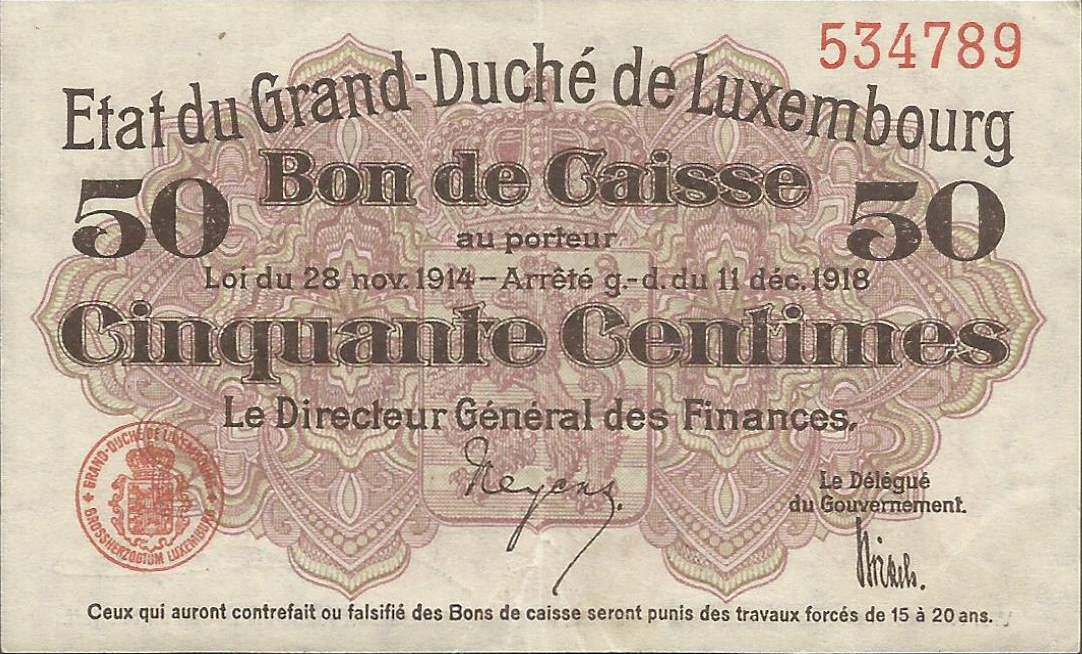 534789
Etat du Grand-Duché de Luxembourg
50 Bon de Caisse 50
au porteur
Loi du 28 nov. 1914 – Arrêté g.-d. du 11 déc. 1918
Cinquante Centimes
Le Directeur Général des Finances,
Neyens.
Le Délégué
du Gouvernement.
GRAND-DUCHÉ DE LUXEMBOURG
GROSSHERZOGTUM LUXEMBURG
Ceux qui auront contrefait ou falsifié des Bons de caisse seront punis des travaux forcés de 15 à 20 ans.